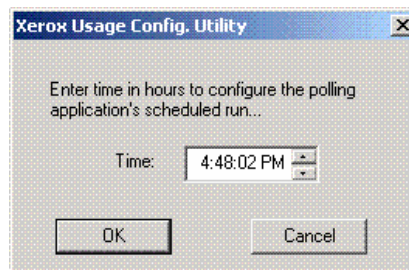 Xerox Usage Config. Utility
Enter time in hours to configure the polling
application's scheduled run...
Time: 4:48:02 PM
OK Cancel